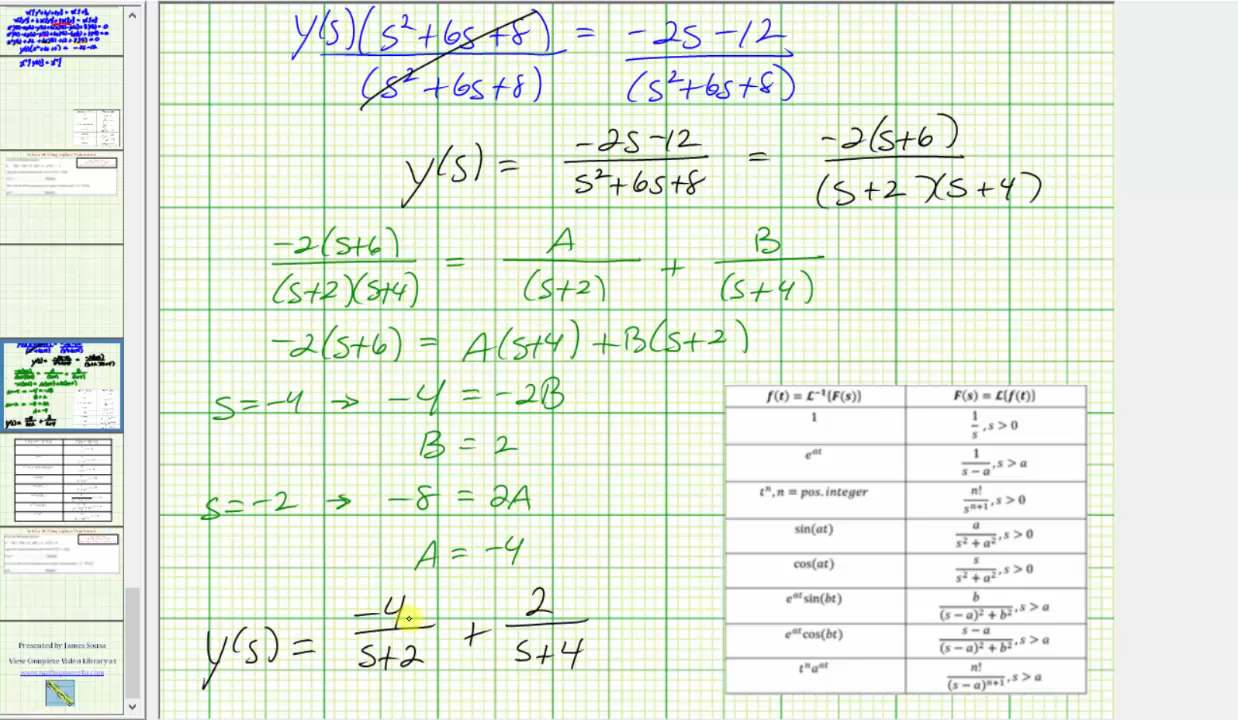 Y(s)(s²+6s+8) / (s²+6s+8) = -2s-12 / (s²+6s+8)
y(s) = -2s-12 / s²+6s+8 = -2(s+6) / (s+2)(s+4)
-2(s+6) / (s+2)(s+4) = A / (s+2) + B / (s+4)
-2(s+6) = A(s+4) + B(s+2)
s=-4 → -4 = -2B
B = 2
s=-2 → -8 = 2A
A = -4
y(s) = -4 / s+2 + 2 / s+4
f(t) = ℒ⁻¹{F(s)} F(s) = ℒ{f(t)}
1 1/s, s > 0
e^{at} 1/(s − a), s > a
t^n, n = pos. integer n!/s^{n+1}, s > 0
sin(at) a/(s² + a²), s > 0
cos(at) s/(s² + a²), s > 0
e^{at}sin(bt) b/((s − a)² + b²), s > a
e^{at}cos(bt) (s − a)/((s − a)² + b²), s > a
t^n a^{at} n!/(s − a)^{n+1}, s > a
Presented by James Sousa
View Complete Video Library at